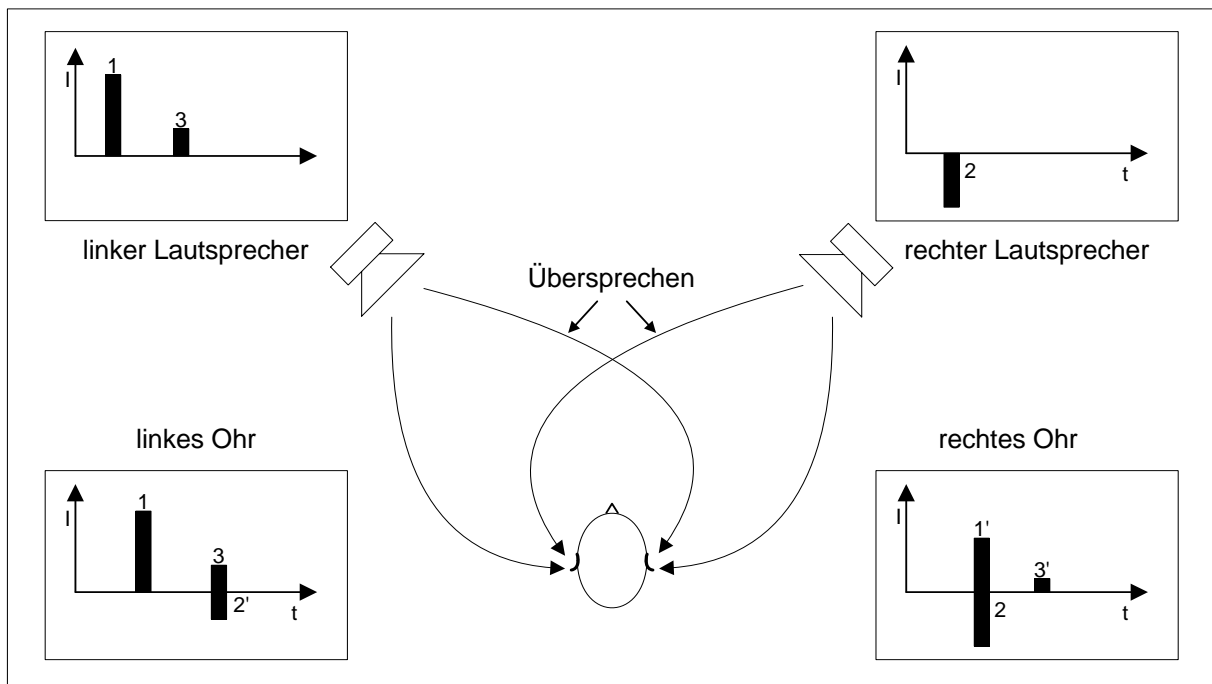 I
1
3
I
2
t
linker Lautsprecher
rechter Lautsprecher
Übersprechen
linkes Ohr
rechtes Ohr
I
1
3
2'
t
I
1'
3'
2
t